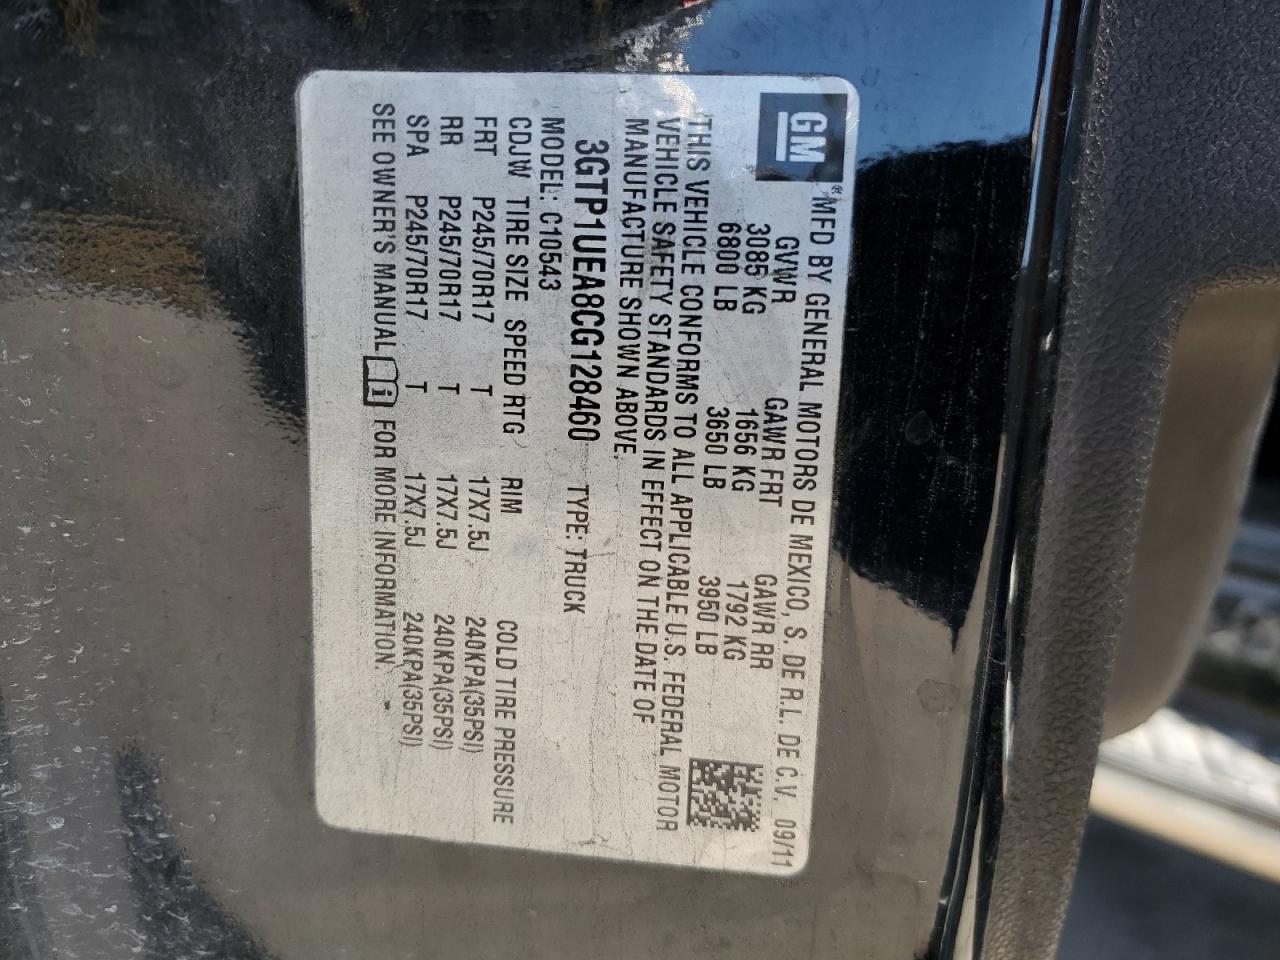 GM ® MFD BY GENERAL MOTORS DE MEXICO, S. DE R.L. DE C.V. 09/11
GVWR GAWR FRT GAWR RR
3085 KG 1656 KG 1792 KG
6800 LB 3650 LB 3950 LB
THIS VEHICLE CONFORMS TO ALL APPLICABLE U.S. FEDERAL MOTOR
VEHICLE SAFETY STANDARDS IN EFFECT ON THE DATE OF
MANUFACTURE SHOWN ABOVE.
3GTP1UEA8CG128460 TYPE: TRUCK
MODEL: C10543
CDJW TIRE SIZE SPEED RTG RIM COLD TIRE PRESSURE
FRT P245/70R17 T 17X7.5J 240KPA(35PSI)
RR P245/70R17 T 17X7.5J 240KPA(35PSI)
SPA P245/70R17 T 17X7.5J 240KPA(35PSI)
SEE OWNER'S MANUAL i FOR MORE INFORMATION.